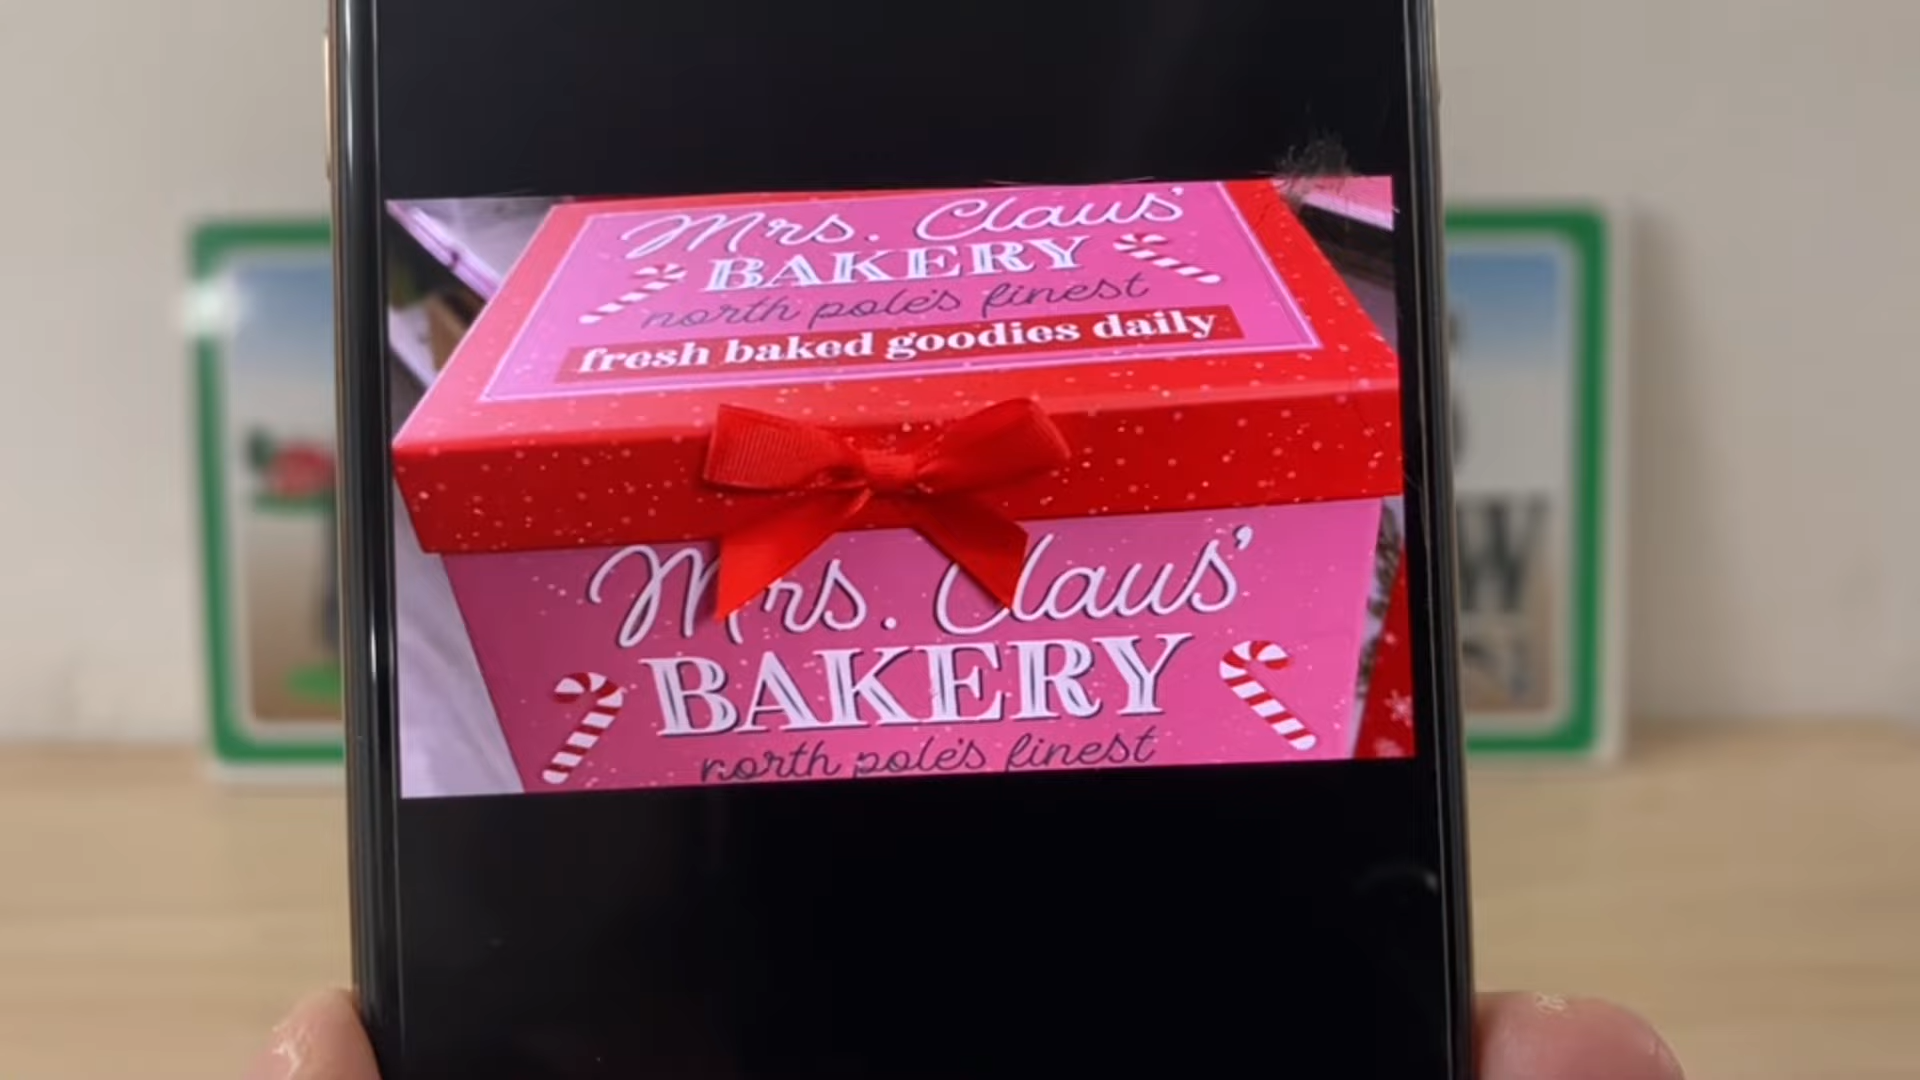 Mrs. Claus'
BAKERY
north pole's finest
fresh baked goodies daily
Mrs. Claus'
BAKERY
north pole's finest